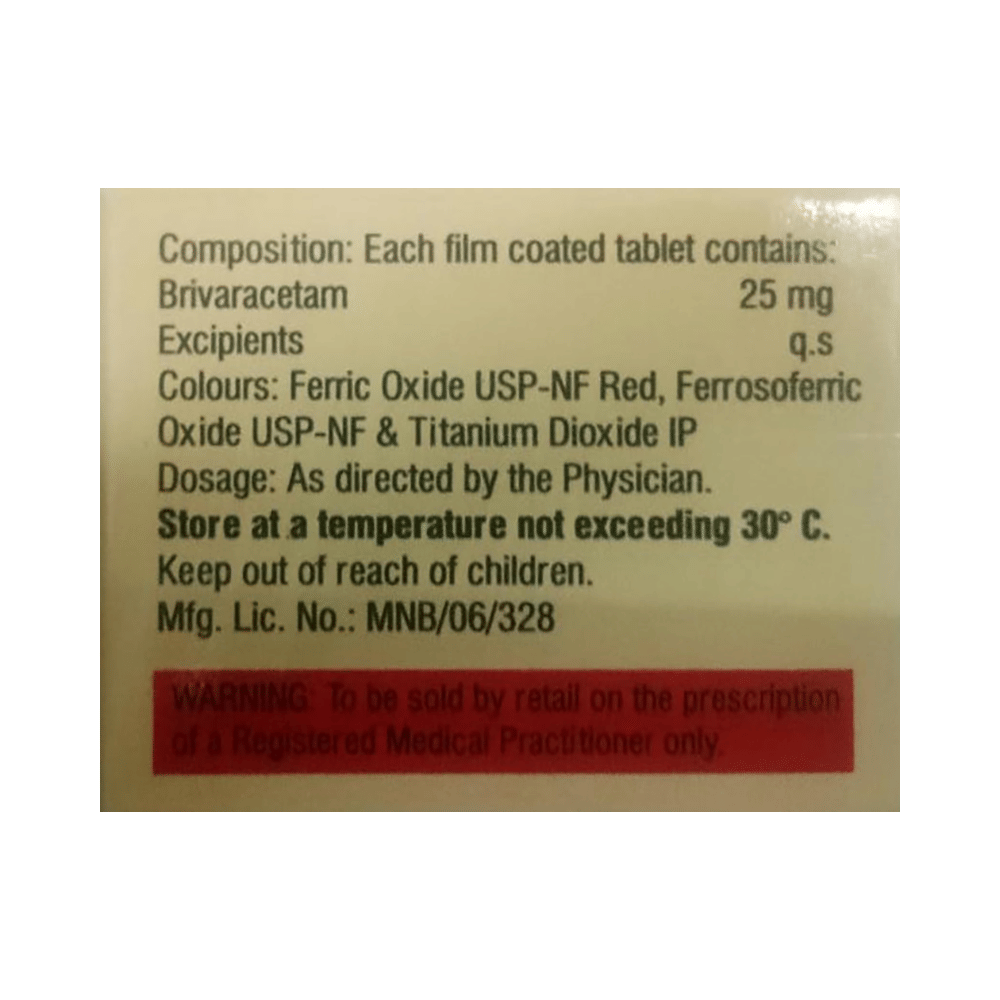 Composition: Each film coated tablet contains:
Brivaracetam 25 mg
Excipients q.s
Colours: Ferric Oxide USP-NF Red, Ferrosoferric
Oxide USP-NF & Titanium Dioxide IP
Dosage: As directed by the Physician.
Store at a temperature not exceeding 30° C.
Keep out of reach of children.
Mfg. Lic. No.: MNB/06/328
WARNING: To be sold by retail on the prescription
of a Registered Medical Practitioner only.